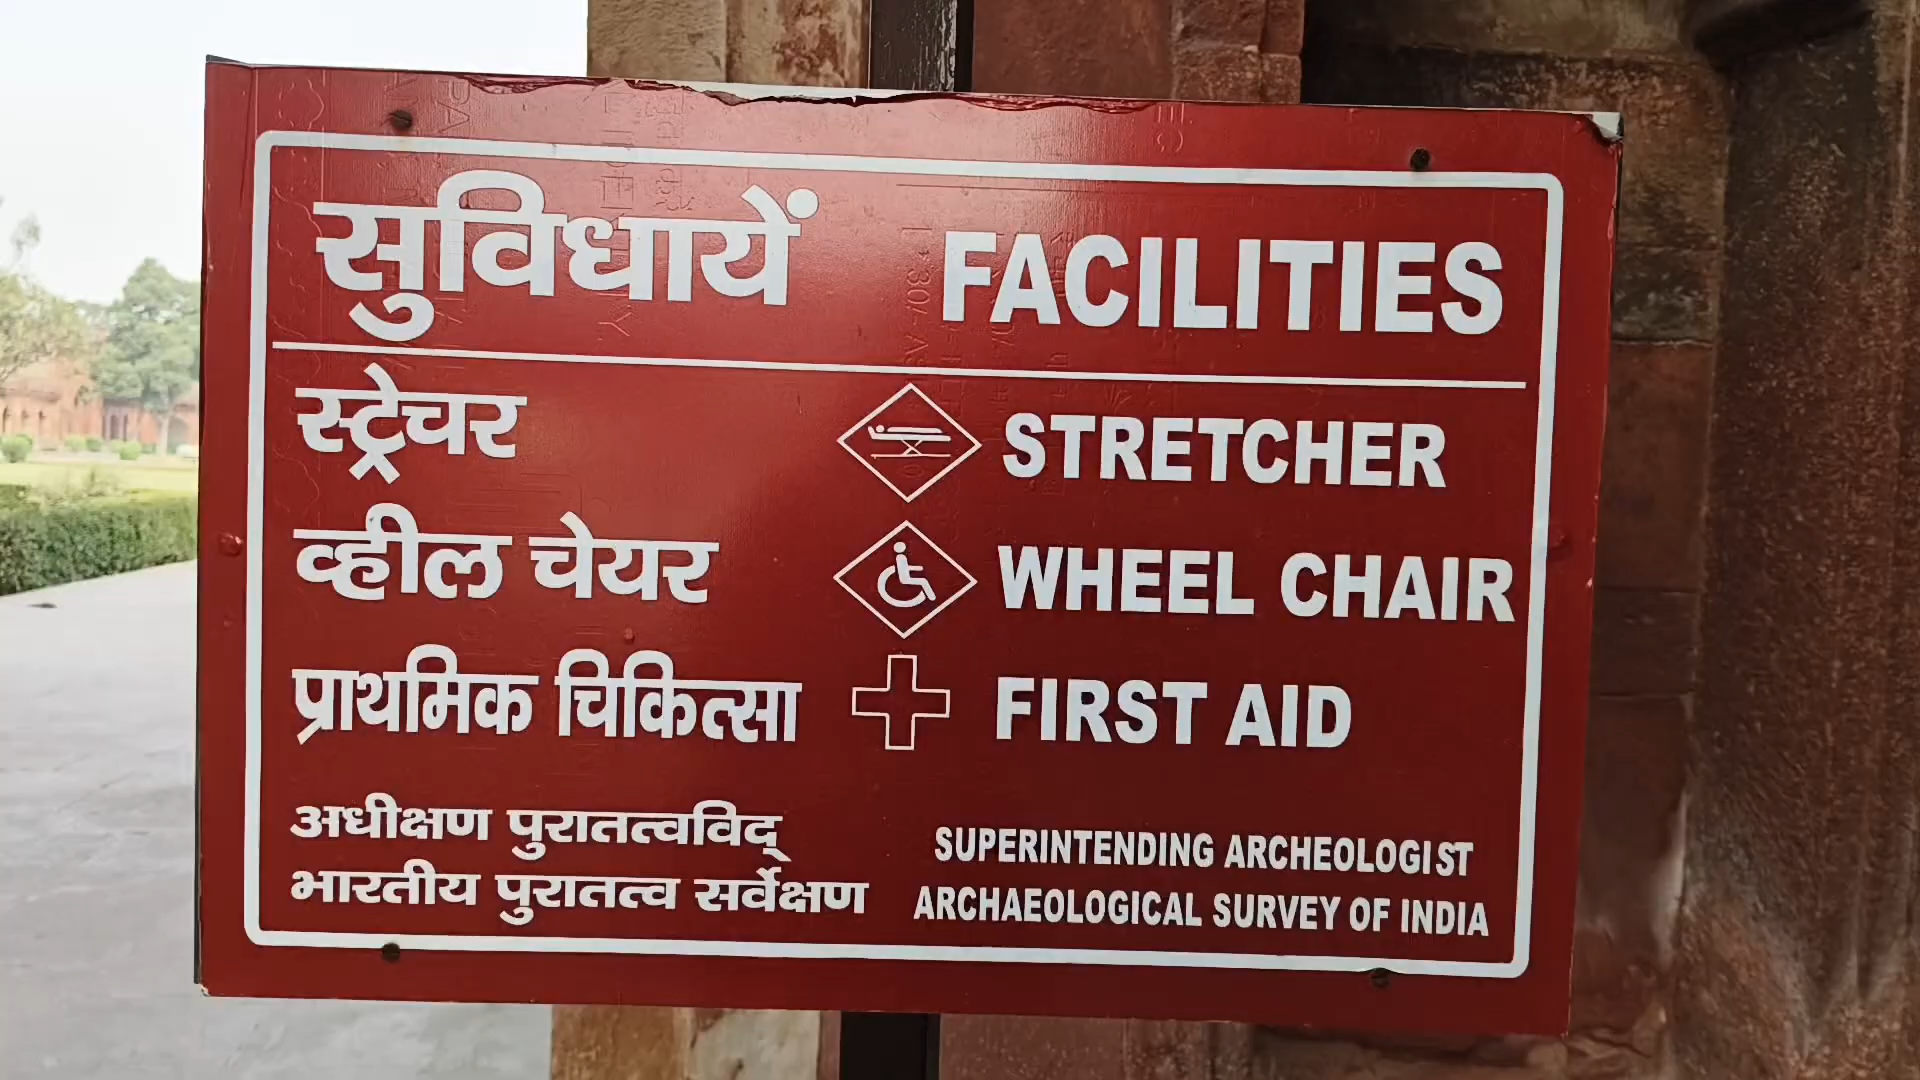 सुविधायें FACILITIES
स्ट्रेचर STRETCHER
व्हील चेयर WHEEL CHAIR
प्राथमिक चिकित्सा FIRST AID
अधीक्षण पुरातत्वविद् SUPERINTENDING ARCHEOLOGIST
भारतीय पुरातत्व सर्वेक्षण ARCHAEOLOGICAL SURVEY OF INDIA